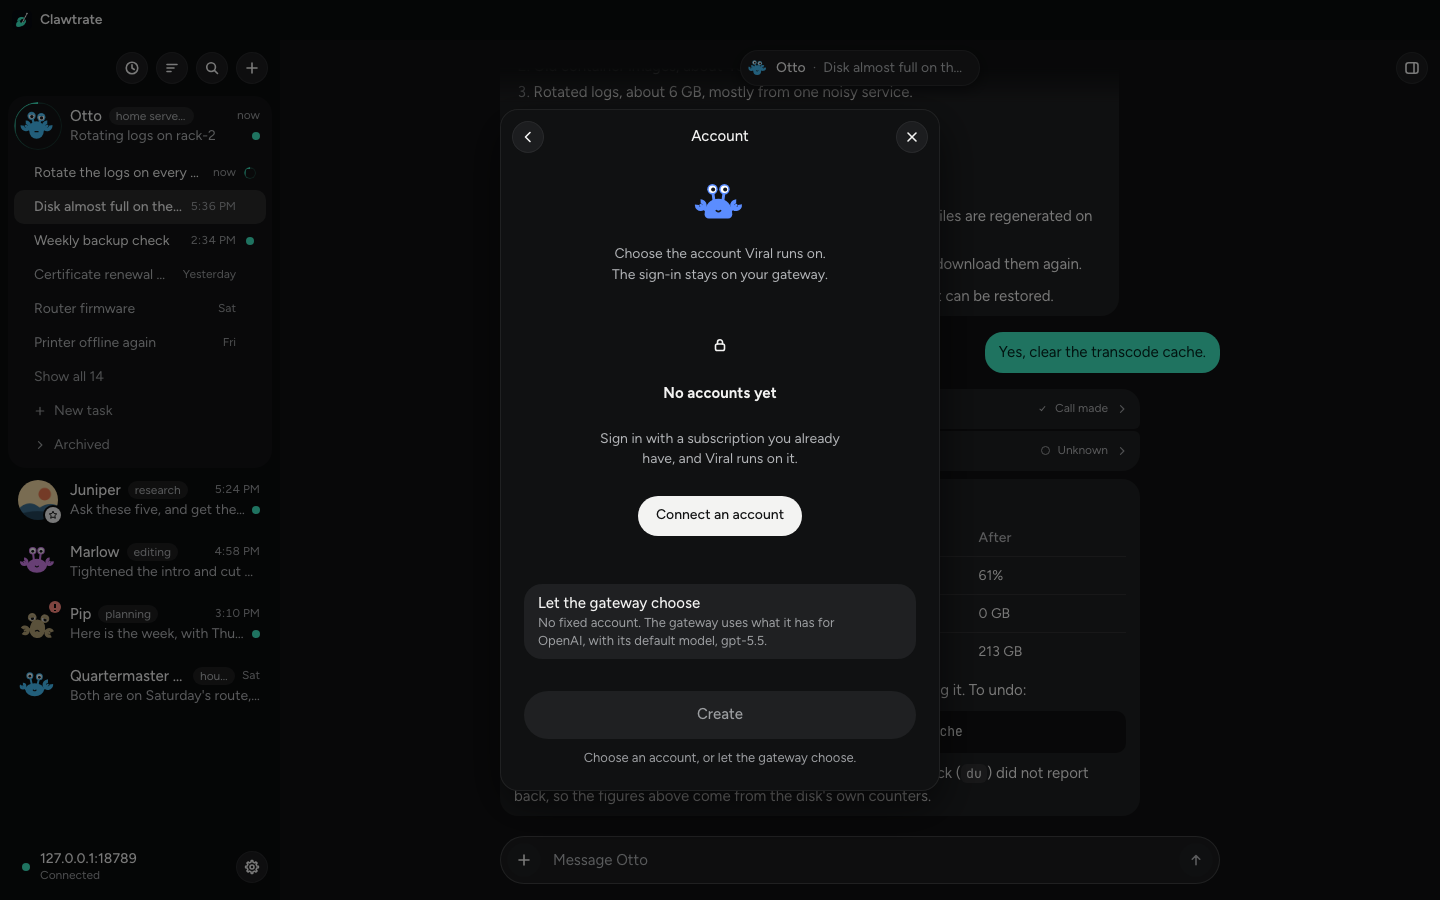 Clawtrate
Otto home serve... now
Rotating logs on rack-2
Rotate the logs on every ... now
Disk almost full on the... 5:36 PM
Weekly backup check 2:34 PM
Certificate renewal ... Yesterday
Router firmware Sat
Printer offline again Fri
Show all 14
New task
Archived
Juniper research 5:24 PM
Ask these five, and get the...
Marlow editing 4:58 PM
Tightened the intro and cut ...
Pip planning 3:10 PM
Here is the week, with Thu...
Quartermaster ... hou... Sat
Both are on Saturday's route,...
127.0.0.1:18789
Connected
Otto · Disk almost full on th...
3. Rotated logs, about 6 GB, mostly from one noisy service.
Account
Choose the account Viral runs on.
The sign-in stays on your gateway.
No accounts yet
Sign in with a subscription you already
have, and Viral runs on it.
Connect an account
Let the gateway choose
No fixed account. The gateway uses what it has for
OpenAI, with its default model, gpt-5.5.
Create
Choose an account, or let the gateway choose.
are regenerated on
download them again.
can be restored.
Yes, clear the transcode cache.
Call made
Unknown
After
61%
0 GB
213 GB
it. To undo:
( du ) did not report
back, so the figures above come from the disk's own counters.
Message Otto